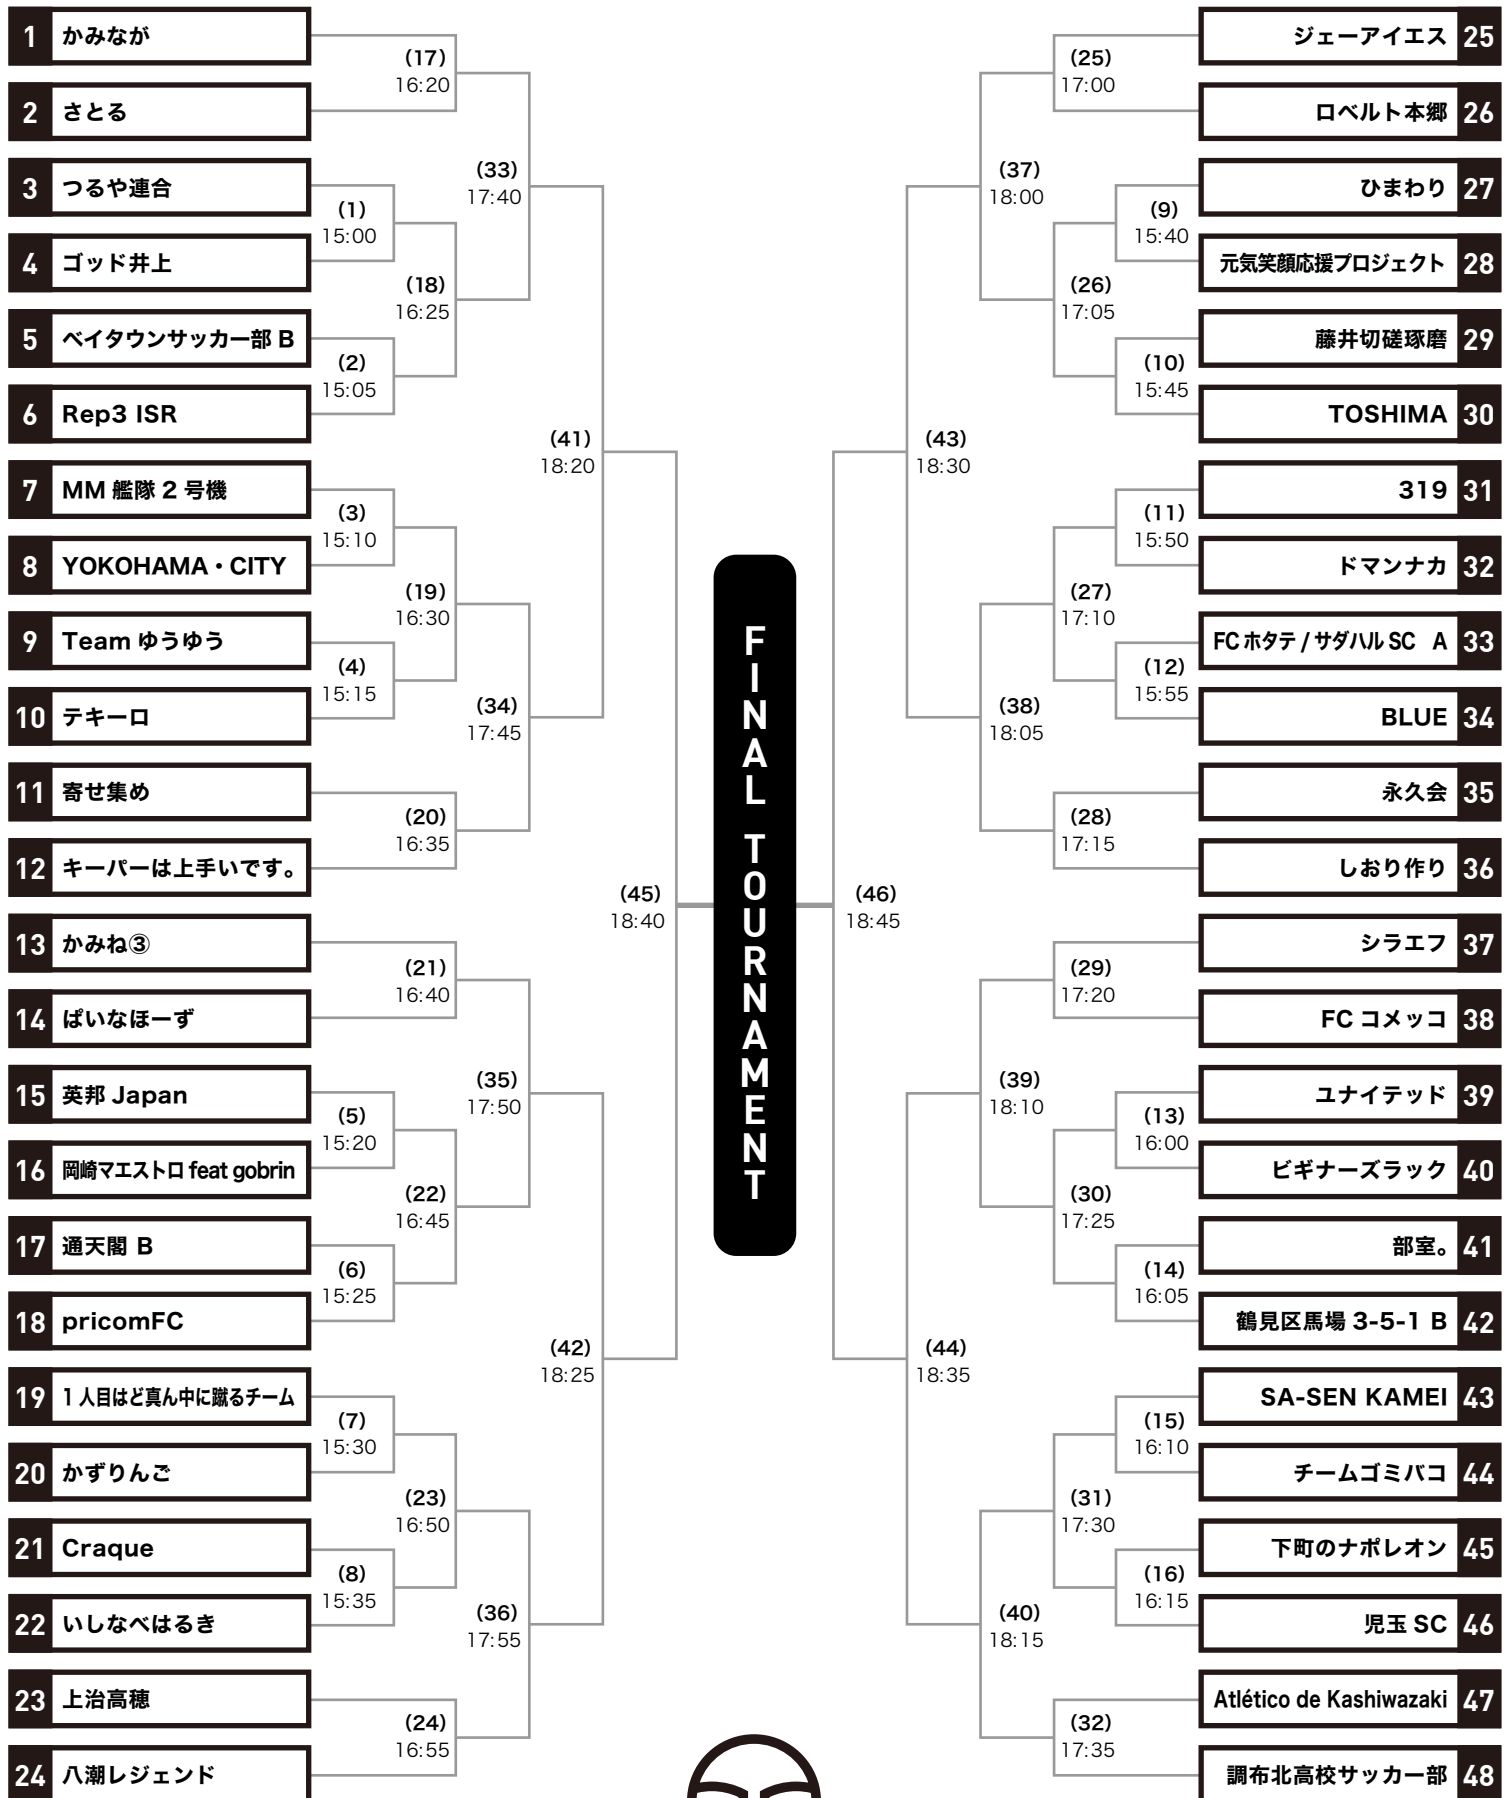 1 かみなが
2 さとる
3 つるや連合
4 ゴッド井上
5 ベイタウンサッカー部 B
6 Rep3 ISR
7 MM 艦隊 2 号機
8 YOKOHAMA・CITY
9 Team ゆうゆう
10 テキーロ
11 寄せ集め
12 キーパーは上手いです。
13 かみね③
14 ぱいなほーず
15 英邦 Japan
16 岡崎マエストロ feat gobrin
17 通天閣 B
18 pricomFC
19 1 人目はど真ん中に蹴るチーム
20 かずりんご
21 Craque
22 いしなべはるき
23 上治高穂
24 八潮レジェンド
(1)
15:00
(2)
15:05
(3)
15:10
(4)
15:15
(5)
15:20
(6)
15:25
(7)
15:30
(8)
15:35
(17)
16:20
(18)
16:25
(19)
16:30
(20)
16:35
(21)
16:40
(22)
16:45
(23)
16:50
(24)
16:55
(33)
17:40
(34)
17:45
(35)
17:50
(36)
17:55
(41)
18:20
(42)
18:25
(45)
18:40
FINAL TOURNAMENT
(46)
18:45
(43)
18:30
(44)
18:35
(37)
18:00
(38)
18:05
(39)
18:10
(40)
18:15
(25)
17:00
(26)
17:05
(27)
17:10
(28)
17:15
(29)
17:20
(30)
17:25
(31)
17:30
(32)
17:35
(9)
15:40
(10)
15:45
(11)
15:50
(12)
15:55
(13)
16:00
(14)
16:05
(15)
16:10
(16)
16:15
ジェーアイエス 25
ロベルト本郷 26
ひまわり 27
元気笑顔応援プロジェクト 28
藤井切磋琢磨 29
TOSHIMA 30
319 31
ドマンナカ 32
FCホタテ / サダハル SC　A 33
BLUE 34
永久会 35
しおり作り 36
シラエフ 37
FC コメッコ 38
ユナイテッド 39
ビギナーズラック 40
部室。 41
鶴見区馬場 3-5-1 B 42
SA-SEN KAMEI 43
チームゴミバコ 44
下町のナポレオン 45
児玉 SC 46
Atlético de Kashiwazaki 47
調布北高校サッカー部 48